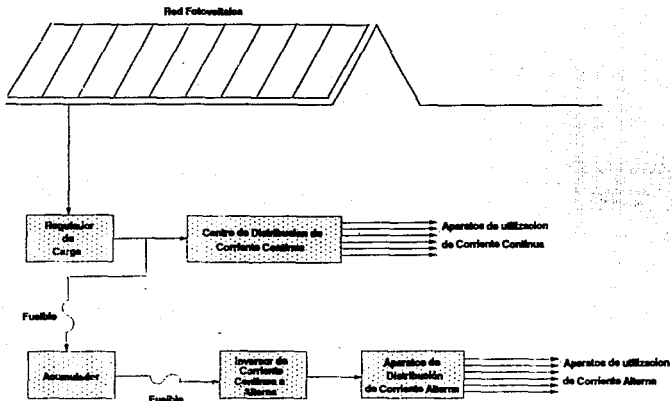 Red Fotovoltaica
Regulador
de
Carga
Centro de Distribucion de
Corriente Continua
Aparatos de utilizacion
de Corriente Continua
Fusible
Acumulador
Fusible
Inversor de
Corriente
Continua a
Alterna
Aparatos de
Distribución
de Corriente Alterna
Aparatos de utilizacion
de Corriente Alterna